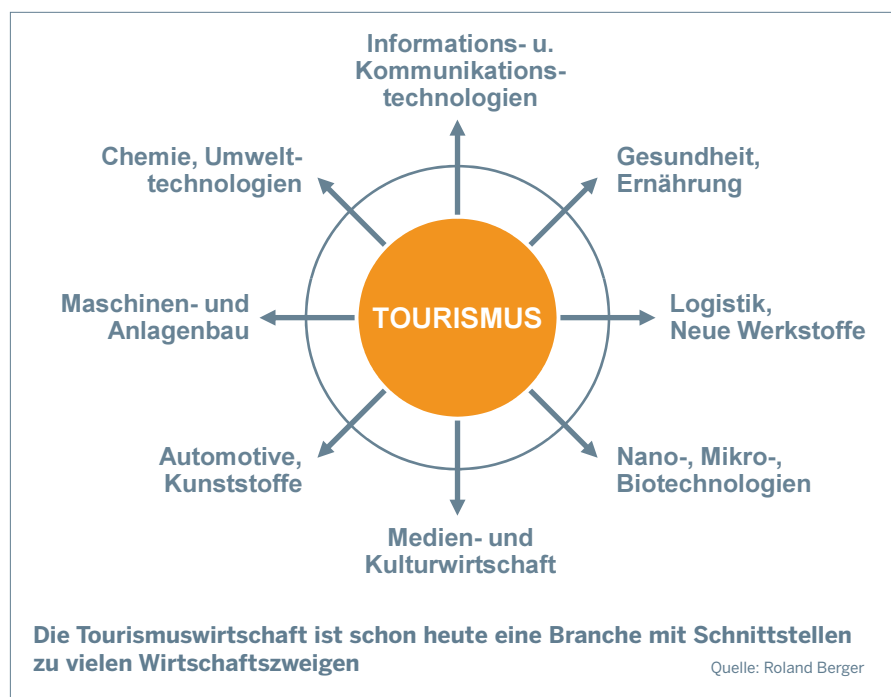 Informations- u.
Kommunikations-
technologien
Chemie, Umwelt-
technologien
Gesundheit,
Ernährung
Maschinen- und
Anlagenbau
TOURISMUS
Logistik,
Neue Werkstoffe
Automotive,
Kunststoffe
Nano-, Mikro-,
Biotechnologien
Medien- und
Kulturwirtschaft
Die Tourismuswirtschaft ist schon heute eine Branche mit Schnittstellen
zu vielen Wirtschaftszweigen
Quelle: Roland Berger